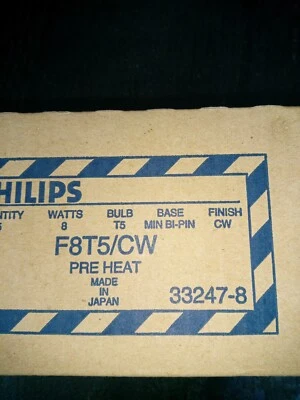 HILIPS
NTITY WATTS BULB BASE FINISH
8 T5 MIN BI-PIN CW
F8T5/CW
PRE HEAT
MADE
IN
JAPAN 33247-8